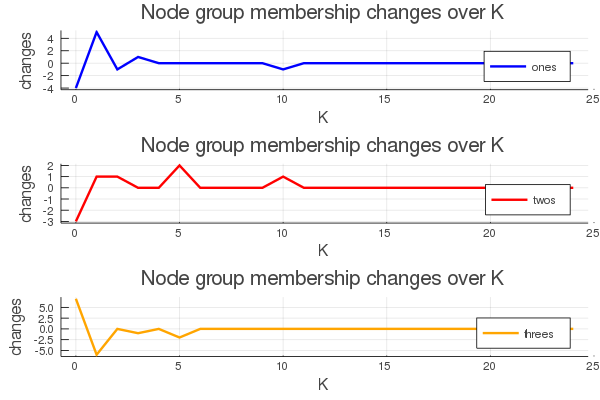 Node group membership changes over K
changes
4
2
0
-2
-4
0 5 10 15 20 25
K
ones
Node group membership changes over K
changes
2
1
0
-1
-2
-3
0 5 10 15 20 25
K
twos
Node group membership changes over K
changes
5.0
2.5
0.0
-2.5
-5.0
0 5 10 15 20 25
K
threes